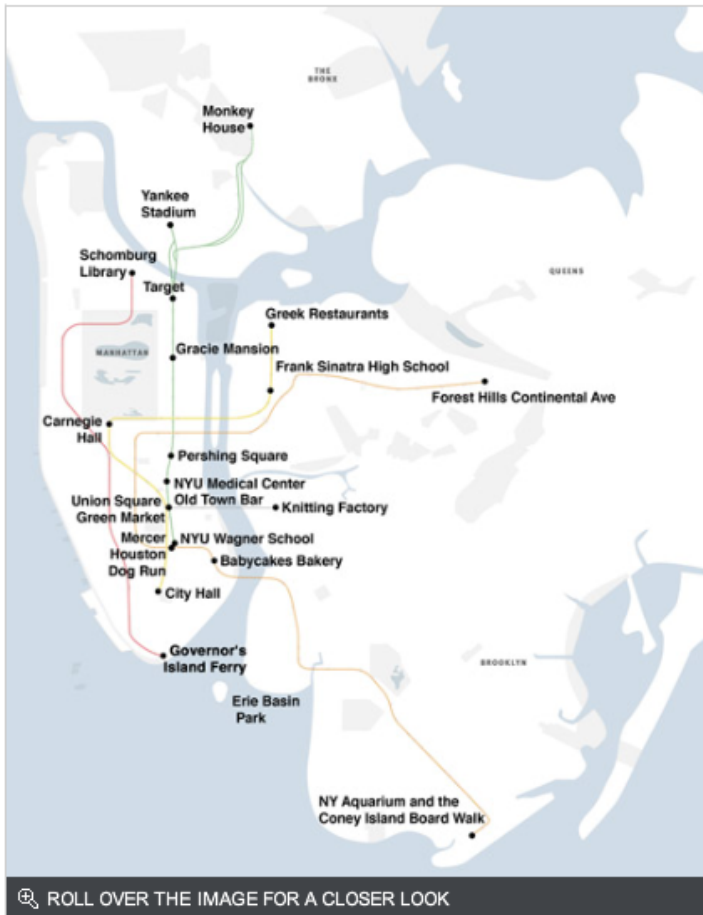 THE
BRONX
Monkey
House
Yankee
Stadium
Schomburg
Library
QUEENS
Target
Greek Restaurants
MANHATTAN
Gracie Mansion
Frank Sinatra High School
Forest Hills Continental Ave
Carnegie
Hall
Pershing Square
NYU Medical Center
Union Square
Green Market
Old Town Bar
Knitting Factory
Mercer
Houston
Dog Run
NYU Wagner School
Babycakes Bakery
City Hall
Governor's
Island Ferry
BROOKLYN
Erie Basin
Park
NY Aquarium and the
Coney Island Board Walk
ROLL OVER THE IMAGE FOR A CLOSER LOOK